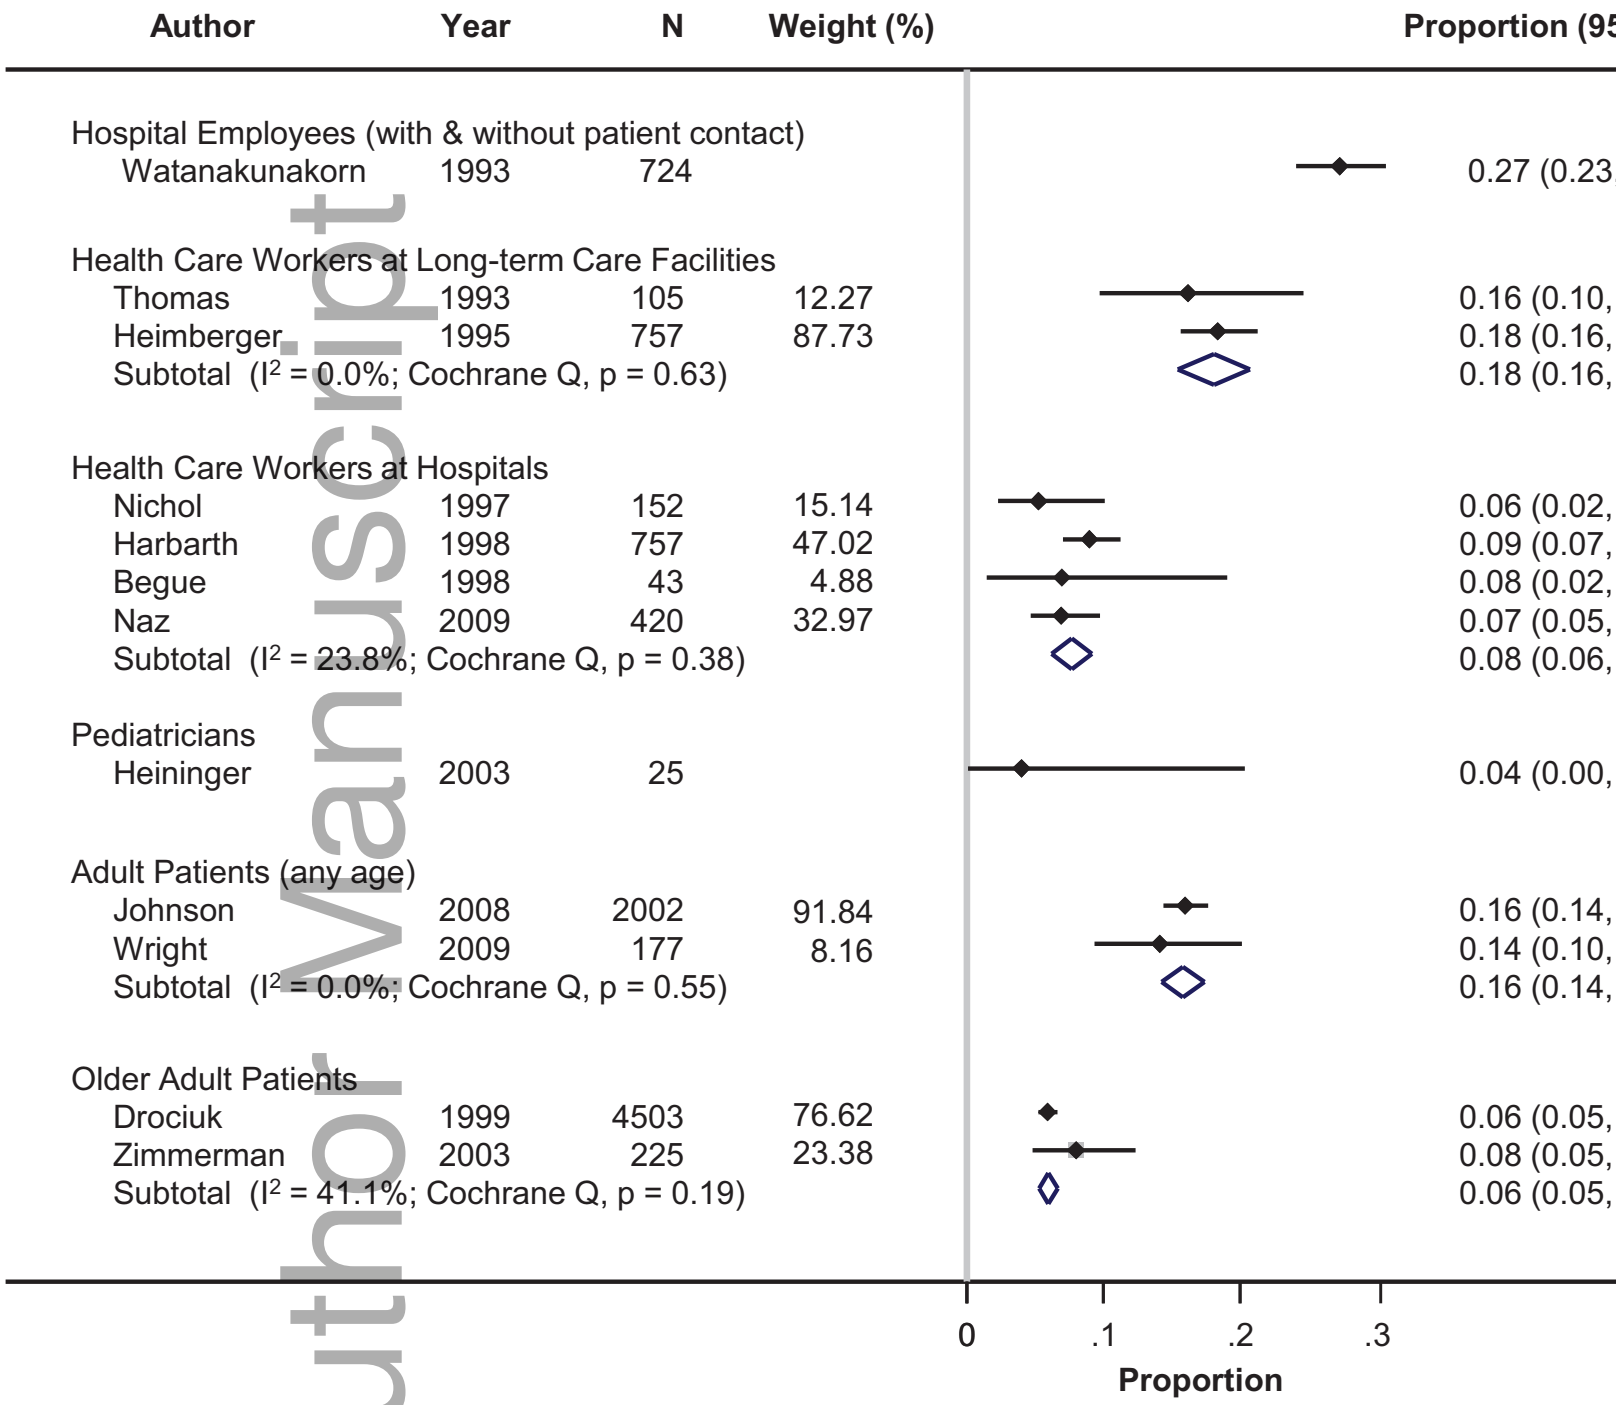 Author Year N Weight (%) Proportion (95
Hospital Employees (with & without patient contact)
Watanakunakorn 1993 724 0.27 (0.23,
Health Care Workers at Long-term Care Facilities
Thomas 1993 105 12.27 0.16 (0.10,
Heimberger 1995 757 87.73 0.18 (0.16,
Subtotal (I² = 0.0%; Cochrane Q, p = 0.63) 0.18 (0.16,
Health Care Workers at Hospitals
Nichol 1997 152 15.14 0.06 (0.02,
Harbarth 1998 757 47.02 0.09 (0.07,
Begue 1998 43 4.88 0.08 (0.02,
Naz 2009 420 32.97 0.07 (0.05,
Subtotal (I² = 23.8%; Cochrane Q, p = 0.38) 0.08 (0.06,
Pediatricians
Heininger 2003 25 0.04 (0.00,
Adult Patients (any age)
Johnson 2008 2002 91.84 0.16 (0.14,
Wright 2009 177 8.16 0.14 (0.10,
Subtotal (I² = 0.0%; Cochrane Q, p = 0.55) 0.16 (0.14,
Older Adult Patients
Drociuk 1999 4503 76.62 0.06 (0.05,
Zimmerman 2003 225 23.38 0.08 (0.05,
Subtotal (I² = 41.1%; Cochrane Q, p = 0.19) 0.06 (0.05,
0 .1 .2 .3
Proportion
uthor Manuscript